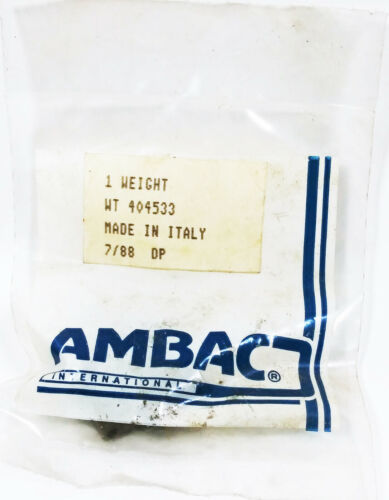 1 WEIGHT
WT 404533
MADE IN ITALY
7/88 DP
AMBAC
INTERNATIONAL
®